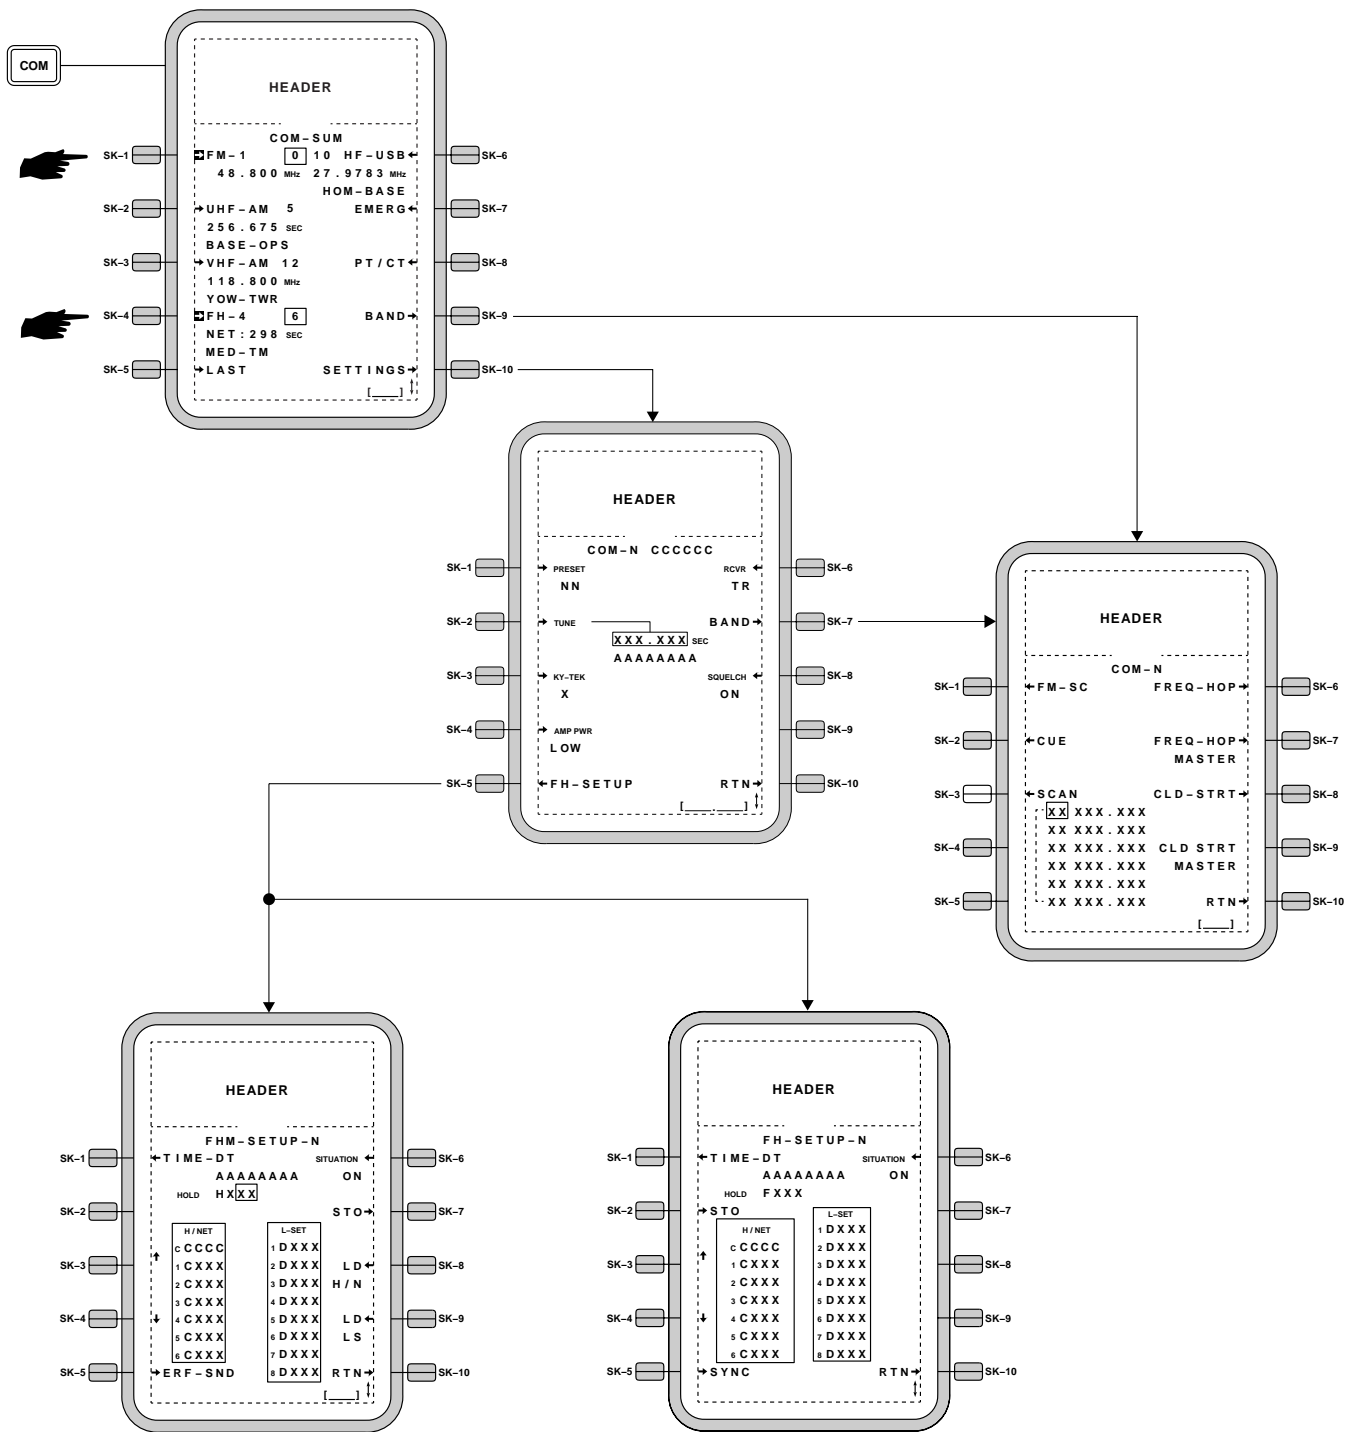 COM
HEADER
COM–SUM
SK–1 FM–1 0 10 HF–USB SK–6
48.800 MHz 27.9783 MHz
HOM–BASE
SK–2 UHF–AM 5 EMERG SK–7
256.675 SEC
BASE–OPS
SK–3 VHF–AM 12 PT/CT SK–8
118.800 MHz
YOW–TWR
SK–4 FH–4 6 BAND SK–9
NET:298 SEC
MED–TM
SK–5 LAST SETTINGS SK–10
[____]
HEADER
COM–N CCCCCC
SK–1 PRESET RCVR SK–6
NN TR
SK–2 TUNE BAND SK–7
XXX.XXX SEC
AAAAAAAA
SK–3 KY–TEK SQUELCH SK–8
X ON
SK–4 AMP PWR SK–9
LOW
SK–5 FH–SETUP RTN SK–10
[____.____]
HEADER
COM–N
SK–1 FM–SC FREQ–HOP SK–6
SK–2 CUE FREQ–HOP SK–7
MASTER
SK–3 SCAN CLD–STRT SK–8
XX XXX.XXX
XX XXX.XXX
SK–4 XX XXX.XXX CLD STRT SK–9
XX XXX.XXX MASTER
XX XXX.XXX
SK–5 XX XXX.XXX RTN SK–10
[____]
HEADER
FHM–SETUP–N
SK–1 TIME–DT SITUATION SK–6
AAAAAAAA ON
HOLD HXXX
SK–2 STO SK–7
H/NET L–SET
C CCCC 1 DXXX
SK–3 1 CXXX 2 DXXX LD SK–8
2 CXXX 3 DXXX H/N
3 CXXX 4 DXXX
SK–4 4 CXXX 5 DXXX LD SK–9
5 CXXX 6 DXXX LS
6 CXXX 7 DXXX
SK–5 ERF–SND 8 DXXX RTN SK–10
[____]
HEADER
FH–SETUP–N
SK–1 TIME–DT SITUATION SK–6
AAAAAAAA ON
HOLD FXXX
SK–2 STO L–SET SK–7
H/NET 1 DXXX
C CCCC 2 DXXX
SK–3 1 CXXX 3 DXXX SK–8
2 CXXX 4 DXXX
3 CXXX 5 DXXX
SK–4 4 CXXX 6 DXXX SK–9
5 CXXX 7 DXXX
6 CXXX 8 DXXX
SK–5 SYNC RTN SK–10